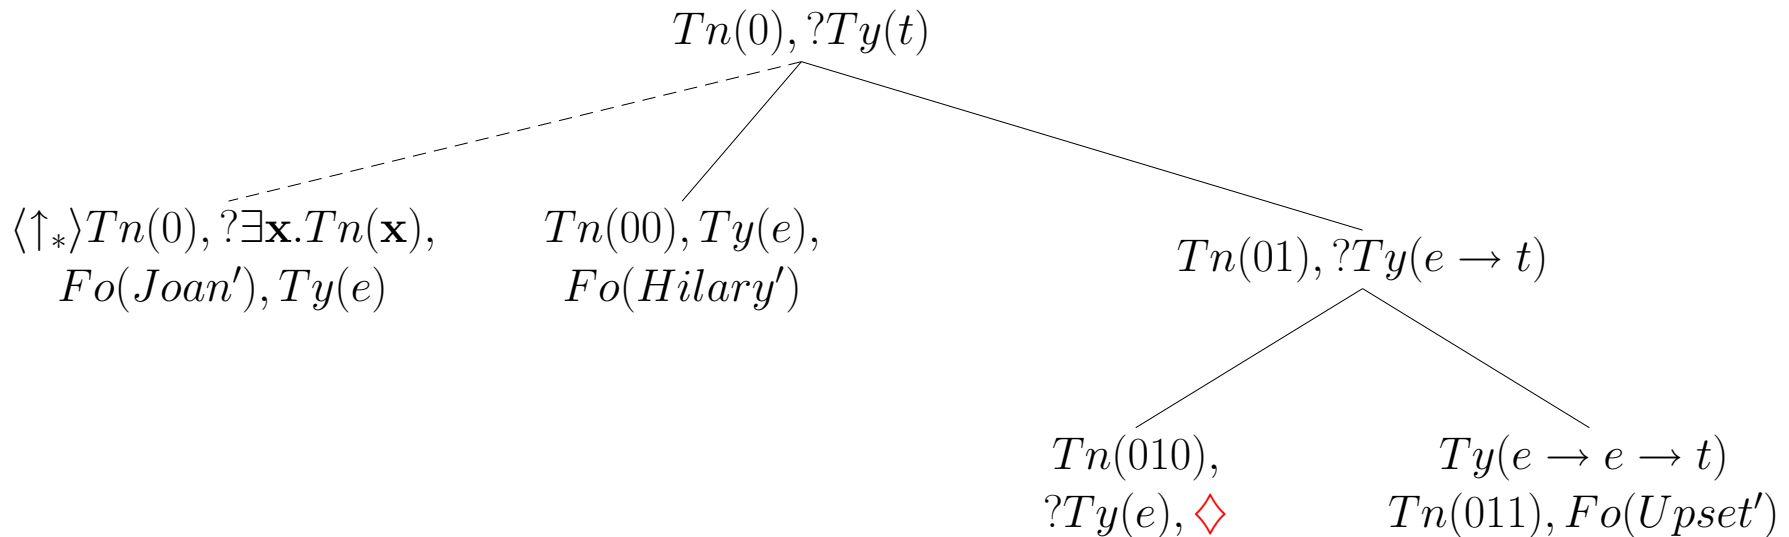 Tn(0), ?Ty(t)
⟨↑*⟩Tn(0), ?∃x.Tn(x),
Fo(Joan′), Ty(e)
Tn(00), Ty(e),
Fo(Hilary′)
Tn(01), ?Ty(e → t)
Tn(010),
?Ty(e), ♢
Ty(e → e → t)
Tn(011), Fo(Upset′)